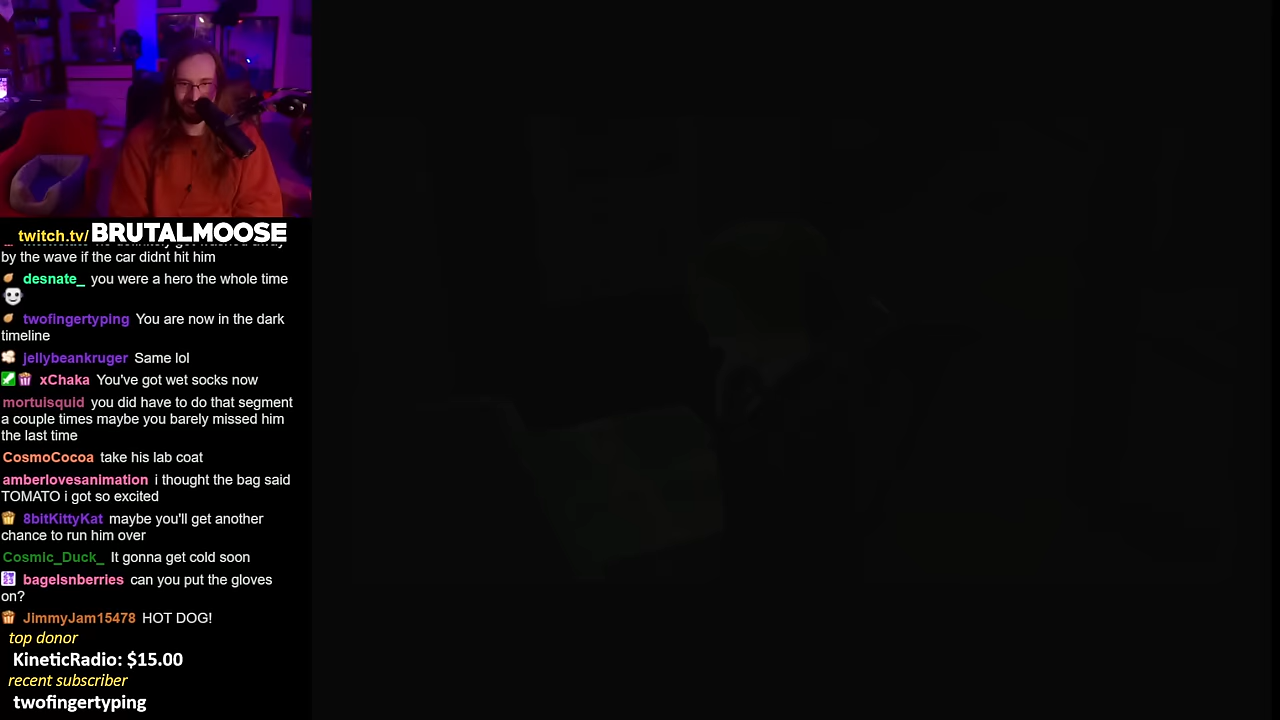 twitch.tv/BRUTALMOOSE
by the wave if the car didnt hit him
desnate_ you were a hero the whole time
twofingertyping You are now in the dark
timeline
jellybeankruger Same lol
xChaka You've got wet socks now
mortuisquid you did have to do that segment
a couple times maybe you barely missed him
the last time
CosmoCocoa take his lab coat
amberlovesanimation i thought the bag said
TOMATO i got so excited
8bitKittyKat maybe you'll get another
chance to run him over
Cosmic_Duck_ It gonna get cold soon
bagelsnberries can you put the gloves
on?
JimmyJam15478 HOT DOG!
top donor
KineticRadio: $15.00
recent subscriber
twofingertyping